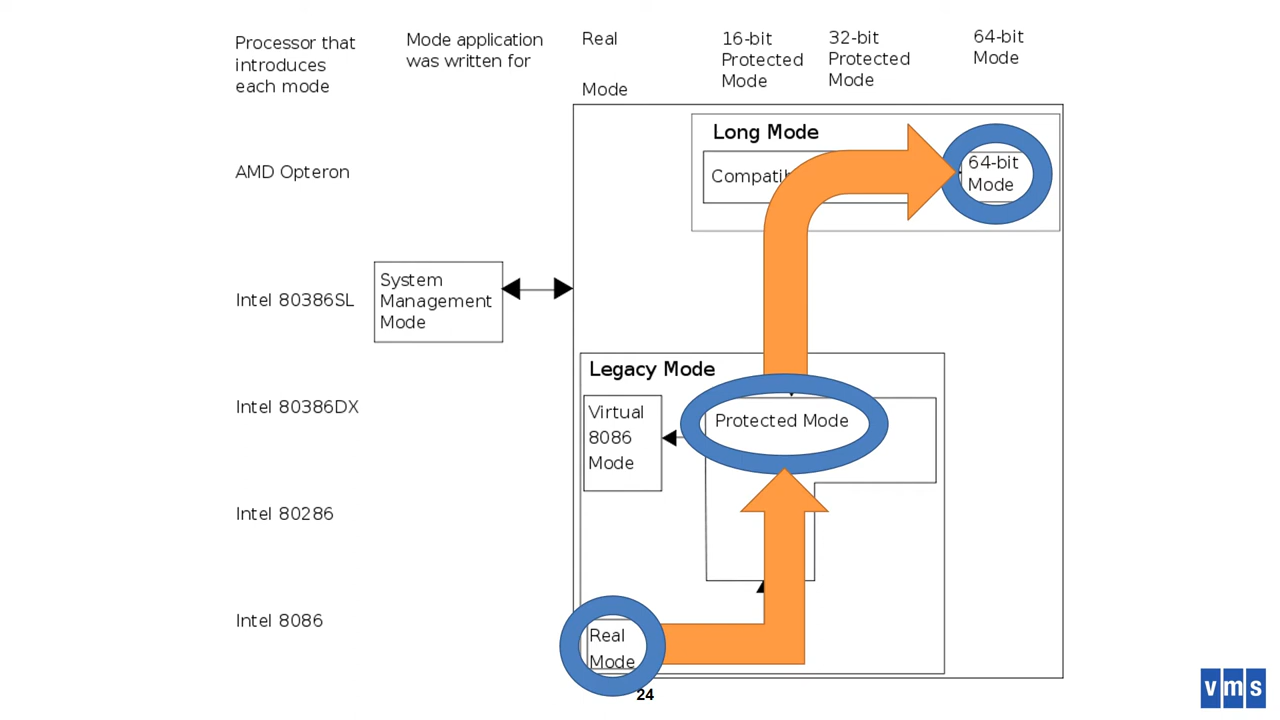 Processor that
introduces
each mode
Mode application
was written for
Real
Mode
16-bit
Protected
Mode
32-bit
Protected
Mode
64-bit
Mode
Long Mode
AMD Opteron
64-bit
Mode
System
Management
Mode
Intel 80386SL
Legacy Mode
Intel 80386DX
Virtual
8086
Mode
Protected Mode
Intel 80286
Intel 8086
Real
Mode
24
vms